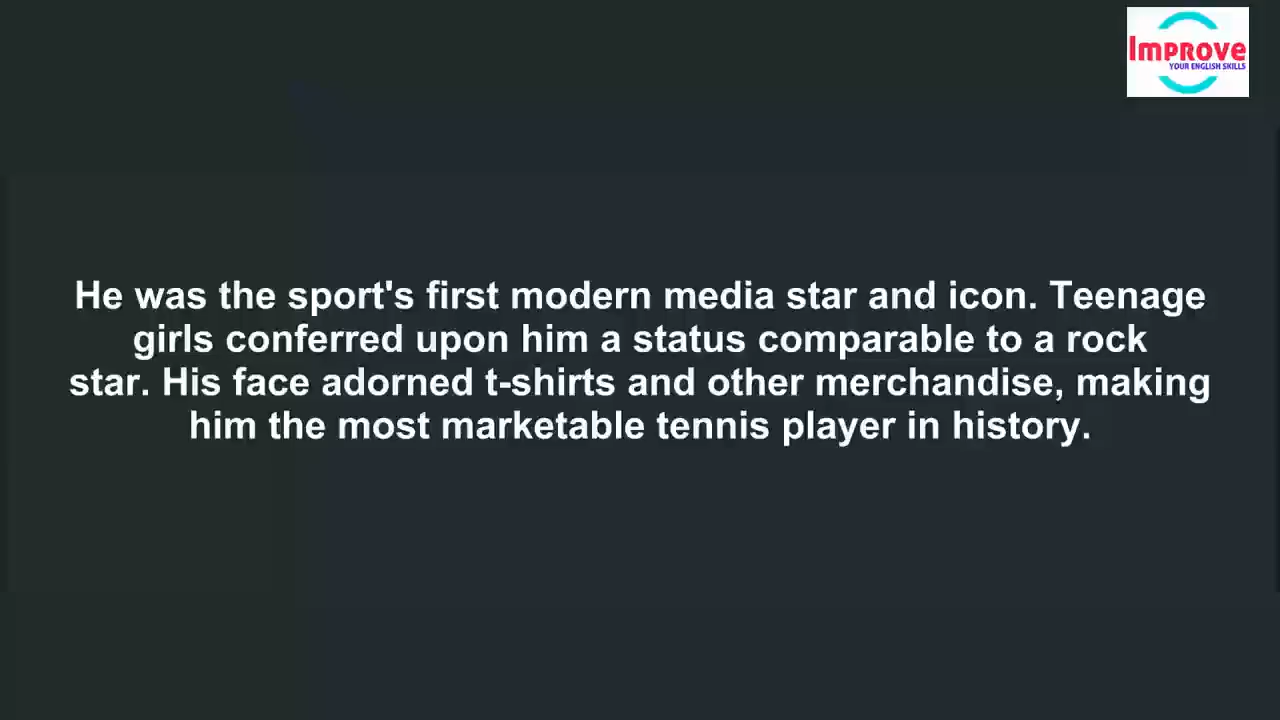 Improve
YOUR ENGLISH SKILLS
He was the sport's first modern media star and icon. Teenage
girls conferred upon him a status comparable to a rock
star. His face adorned t-shirts and other merchandise, making
him the most marketable tennis player in history.